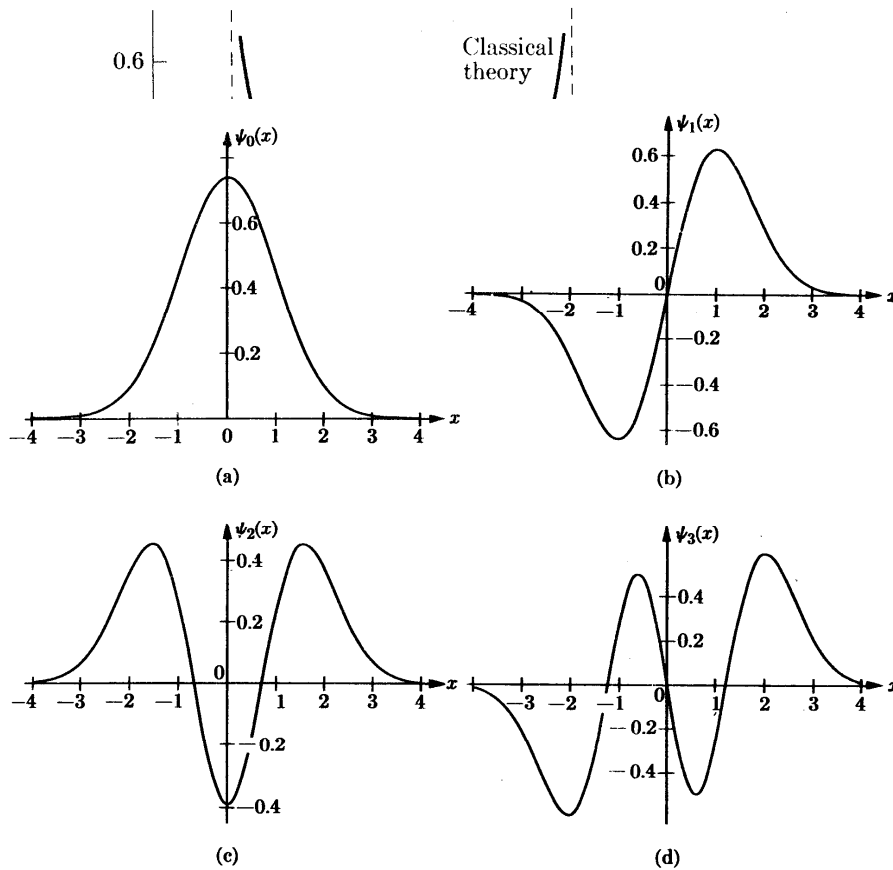 0.6
Classical
theory
ψ₀(x)
0.6
0.4
0.2
−4 −3 −2 −1 0 1 2 3 4 x
(a)
ψ₁(x)
0.6
0.4
0.2
0
−4 −2 −1 1 2 3 4 x
−0.2
−0.4
−0.6
(b)
ψ₂(x)
0.4
0.2
0
−4 −3 −2 −1 1 2 3 4 x
−0.2
−0.4
(c)
ψ₃(x)
0.4
0.2
0
−4 −3 −2 −1 1 2 3 4 x
−0.2
−0.4
(d)